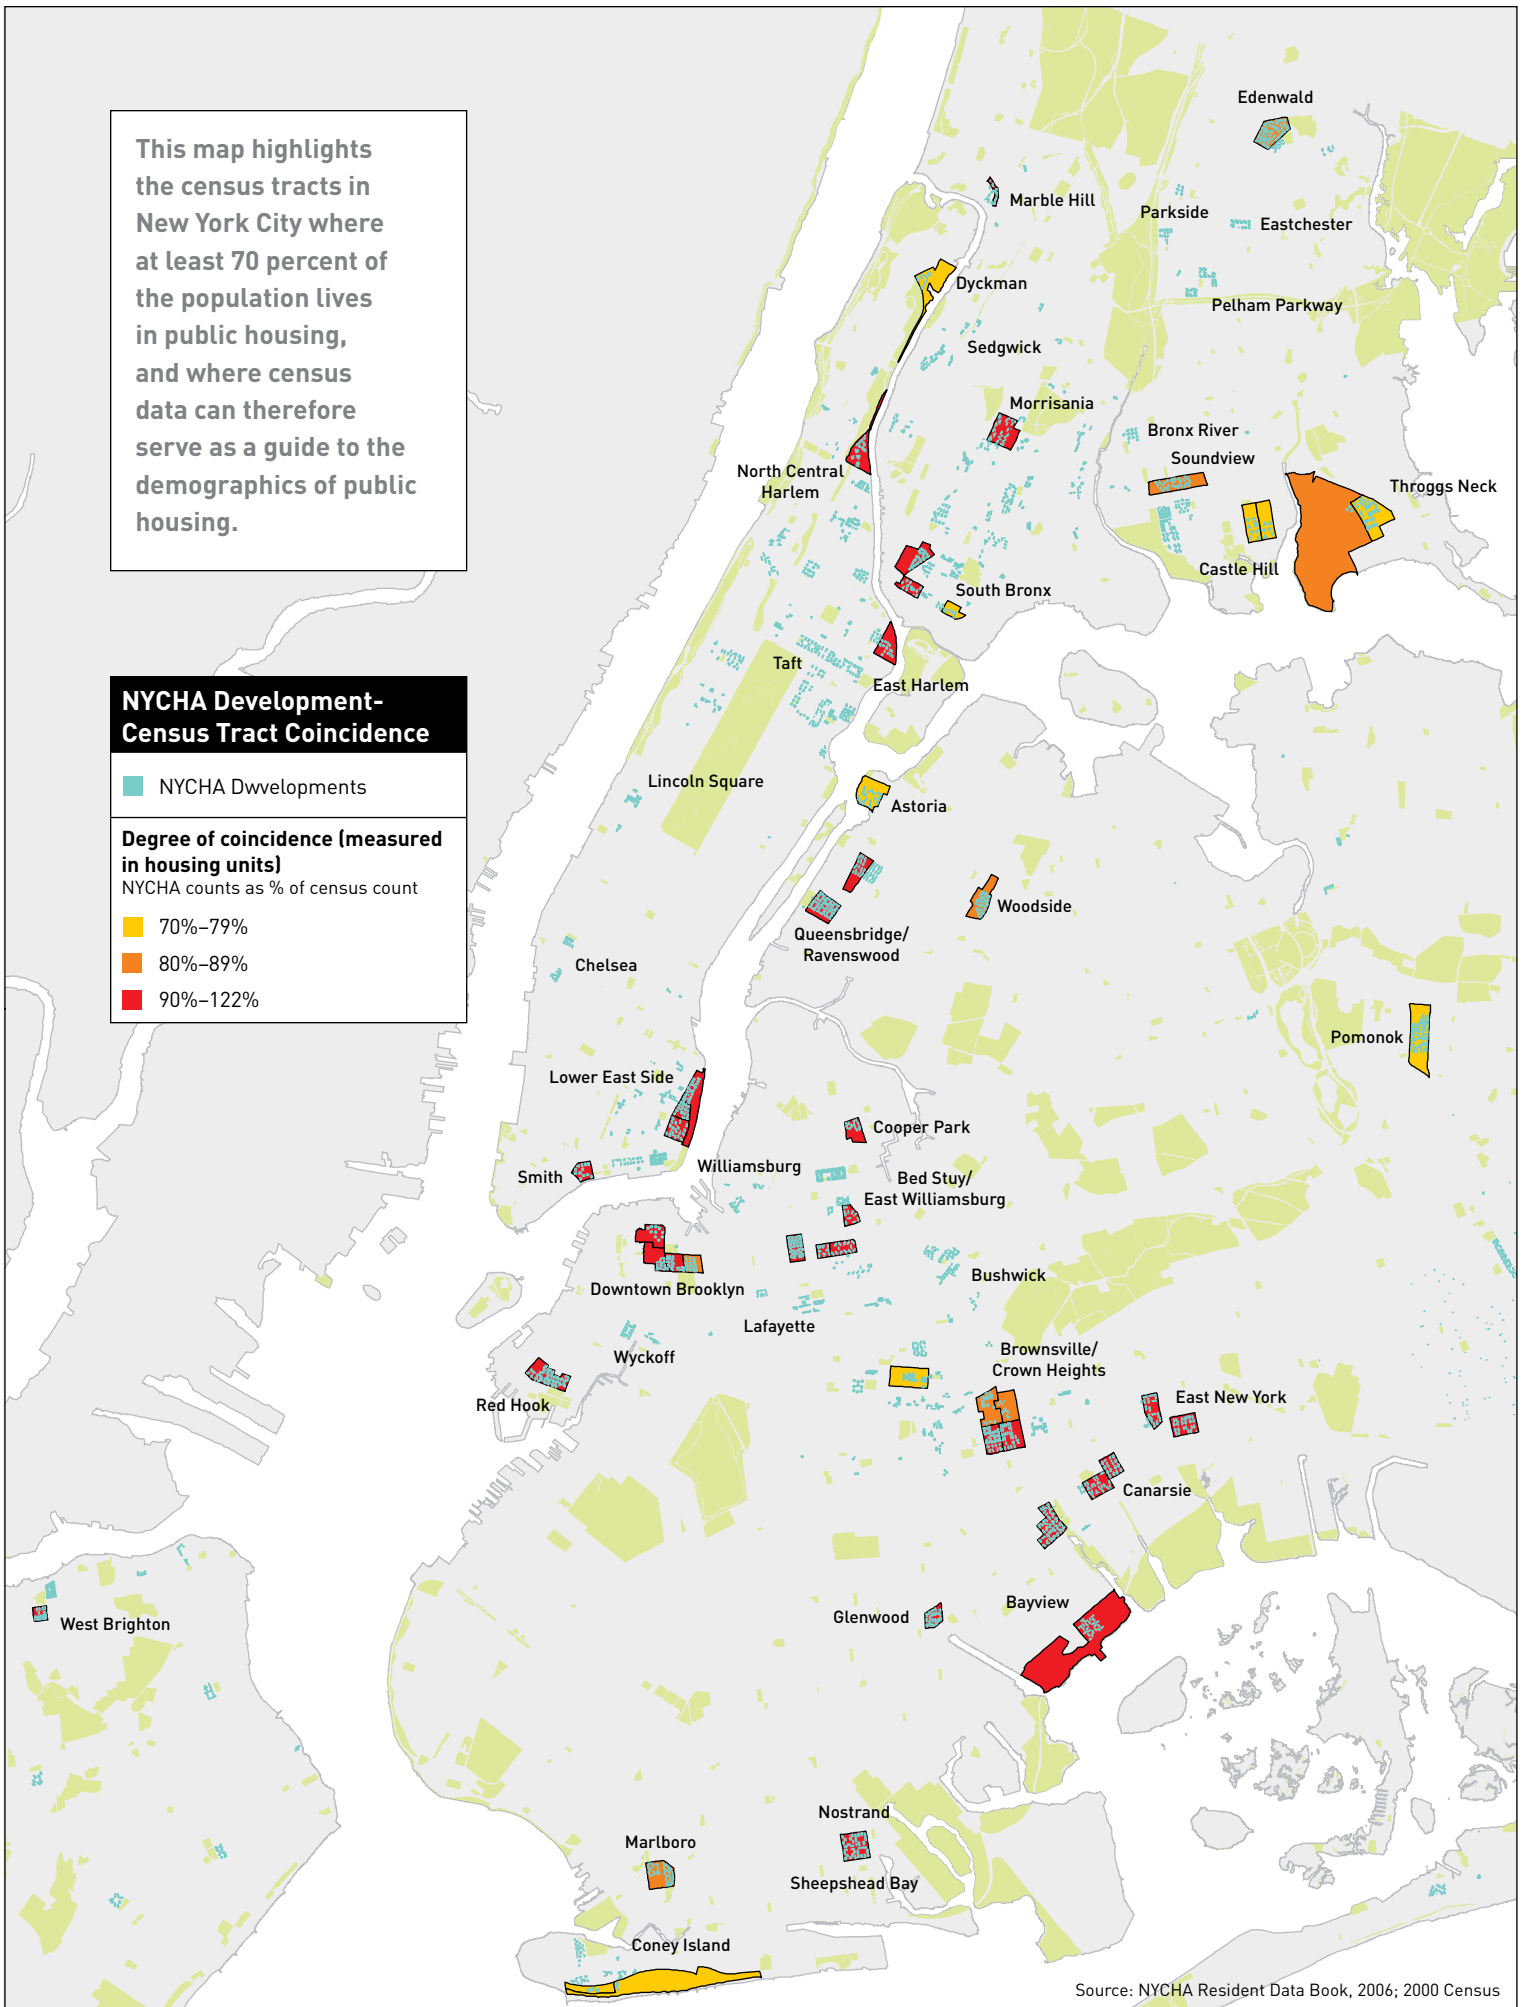 This map highlights
the census tracts in
New York City where
at least 70 percent of
the population lives
in public housing,
and where census
data can therefore
serve as a guide to the
demographics of public
housing.
NYCHA Development-
Census Tract Coincidence
NYCHA Dwvelopments
Degree of coincidence (measured
in housing units)
NYCHA counts as % of census count
70%–79%
80%–89%
90%–122%
Edenwald
Marble Hill
Parkside
Eastchester
Dyckman
Pelham Parkway
Sedgwick
Morrisania
Bronx River
Soundview
North Central
Harlem
Throggs Neck
Castle Hill
South Bronx
Taft
East Harlem
Lincoln Square
Astoria
Woodside
Queensbridge/
Ravenswood
Chelsea
Pomonok
Lower East Side
Cooper Park
Smith
Williamsburg
Bed Stuy/
East Williamsburg
Bushwick
Downtown Brooklyn
Lafayette
Wyckoff
Brownsville/
Crown Heights
Red Hook
East New York
Canarsie
West Brighton
Glenwood
Bayview
Nostrand
Marlboro
Sheepshead Bay
Coney Island
Source: NYCHA Resident Data Book, 2006; 2000 Census